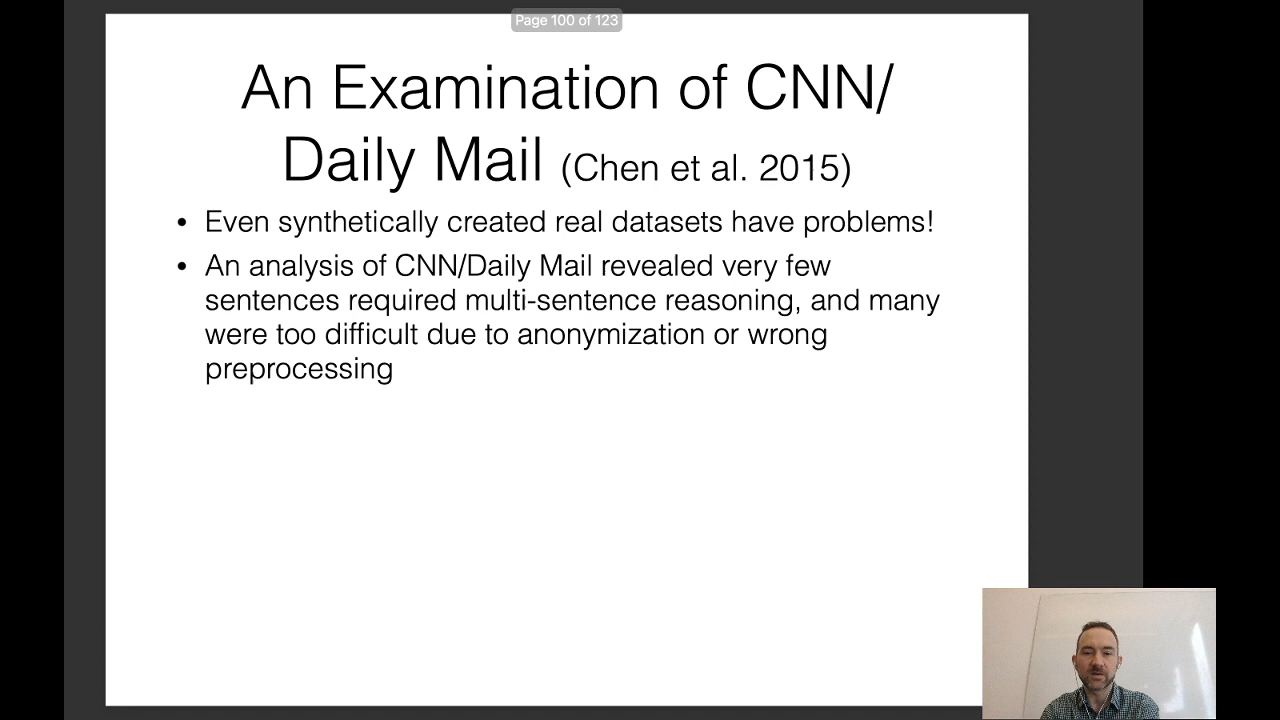 Page 100 of 123
An Examination of CNN/
Daily Mail (Chen et al. 2015)
• Even synthetically created real datasets have problems!
• An analysis of CNN/Daily Mail revealed very few
sentences required multi-sentence reasoning, and many
were too difficult due to anonymization or wrong
preprocessing